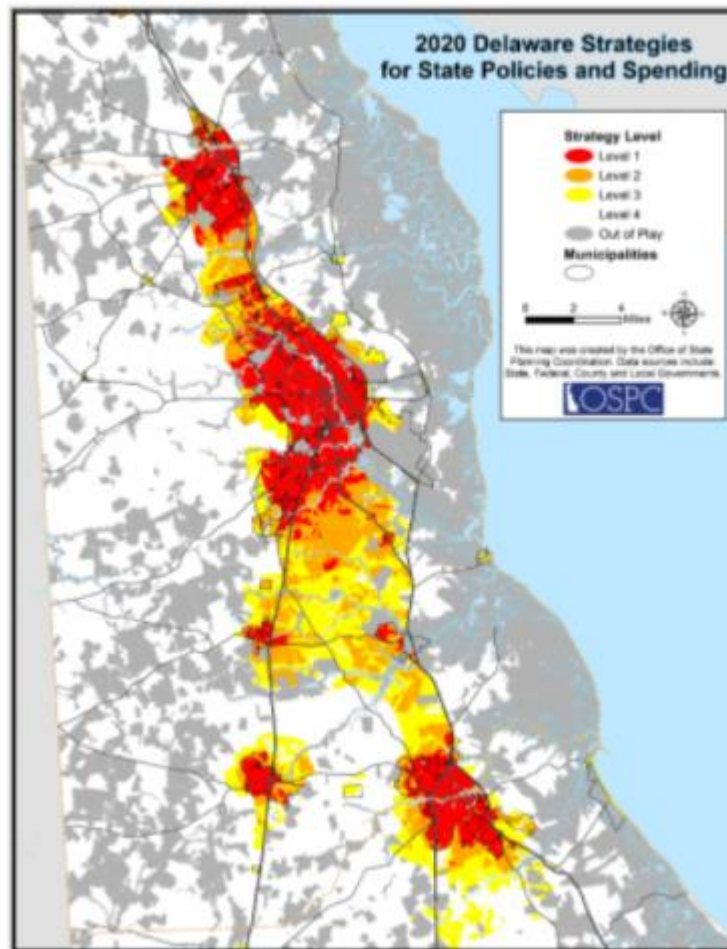 2020 Delaware Strategies
for State Policies and Spending
Strategy Level
Level 1
Level 2
Level 3
Level 4
Out of Play
Municipalities
0 2 4
Miles
This map was created by the Office of State
Planning Coordination. Data sources include:
State, Federal, County and Local Governments.
OSPC